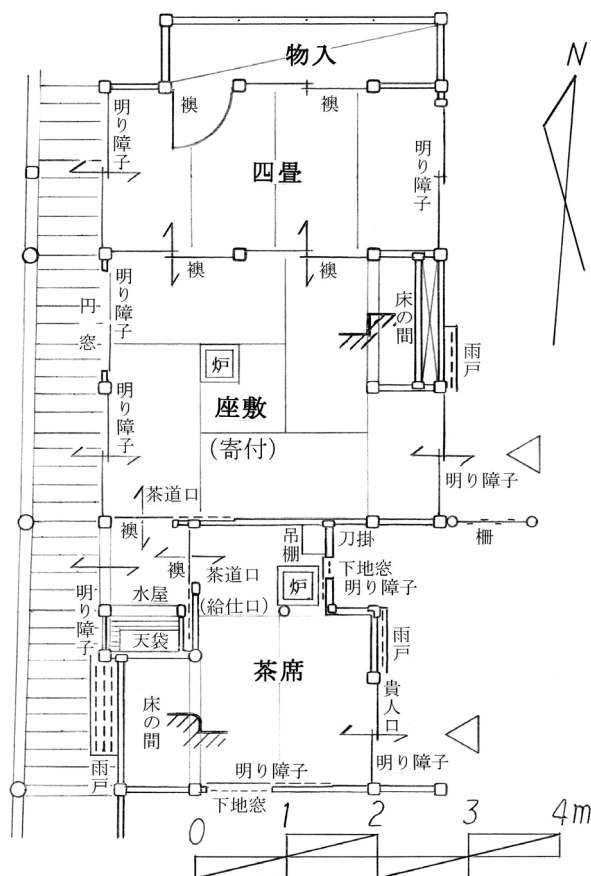 物入
N
襖
襖
明り障子
四畳
明り障子
襖
襖
明り障子
円窓
床の間
雨戸
炉
明り障子
座敷
(寄付)
明り障子
茶道口
襖
吊棚
刀掛
柵
襖
茶道口
(給仕口)
炉
下地窓
明り障子
明り障子
水屋
天袋
雨戸
茶席
貴人口
床の間
明り障子
明り障子
雨戸
下地窓
0
1
2
3
4m